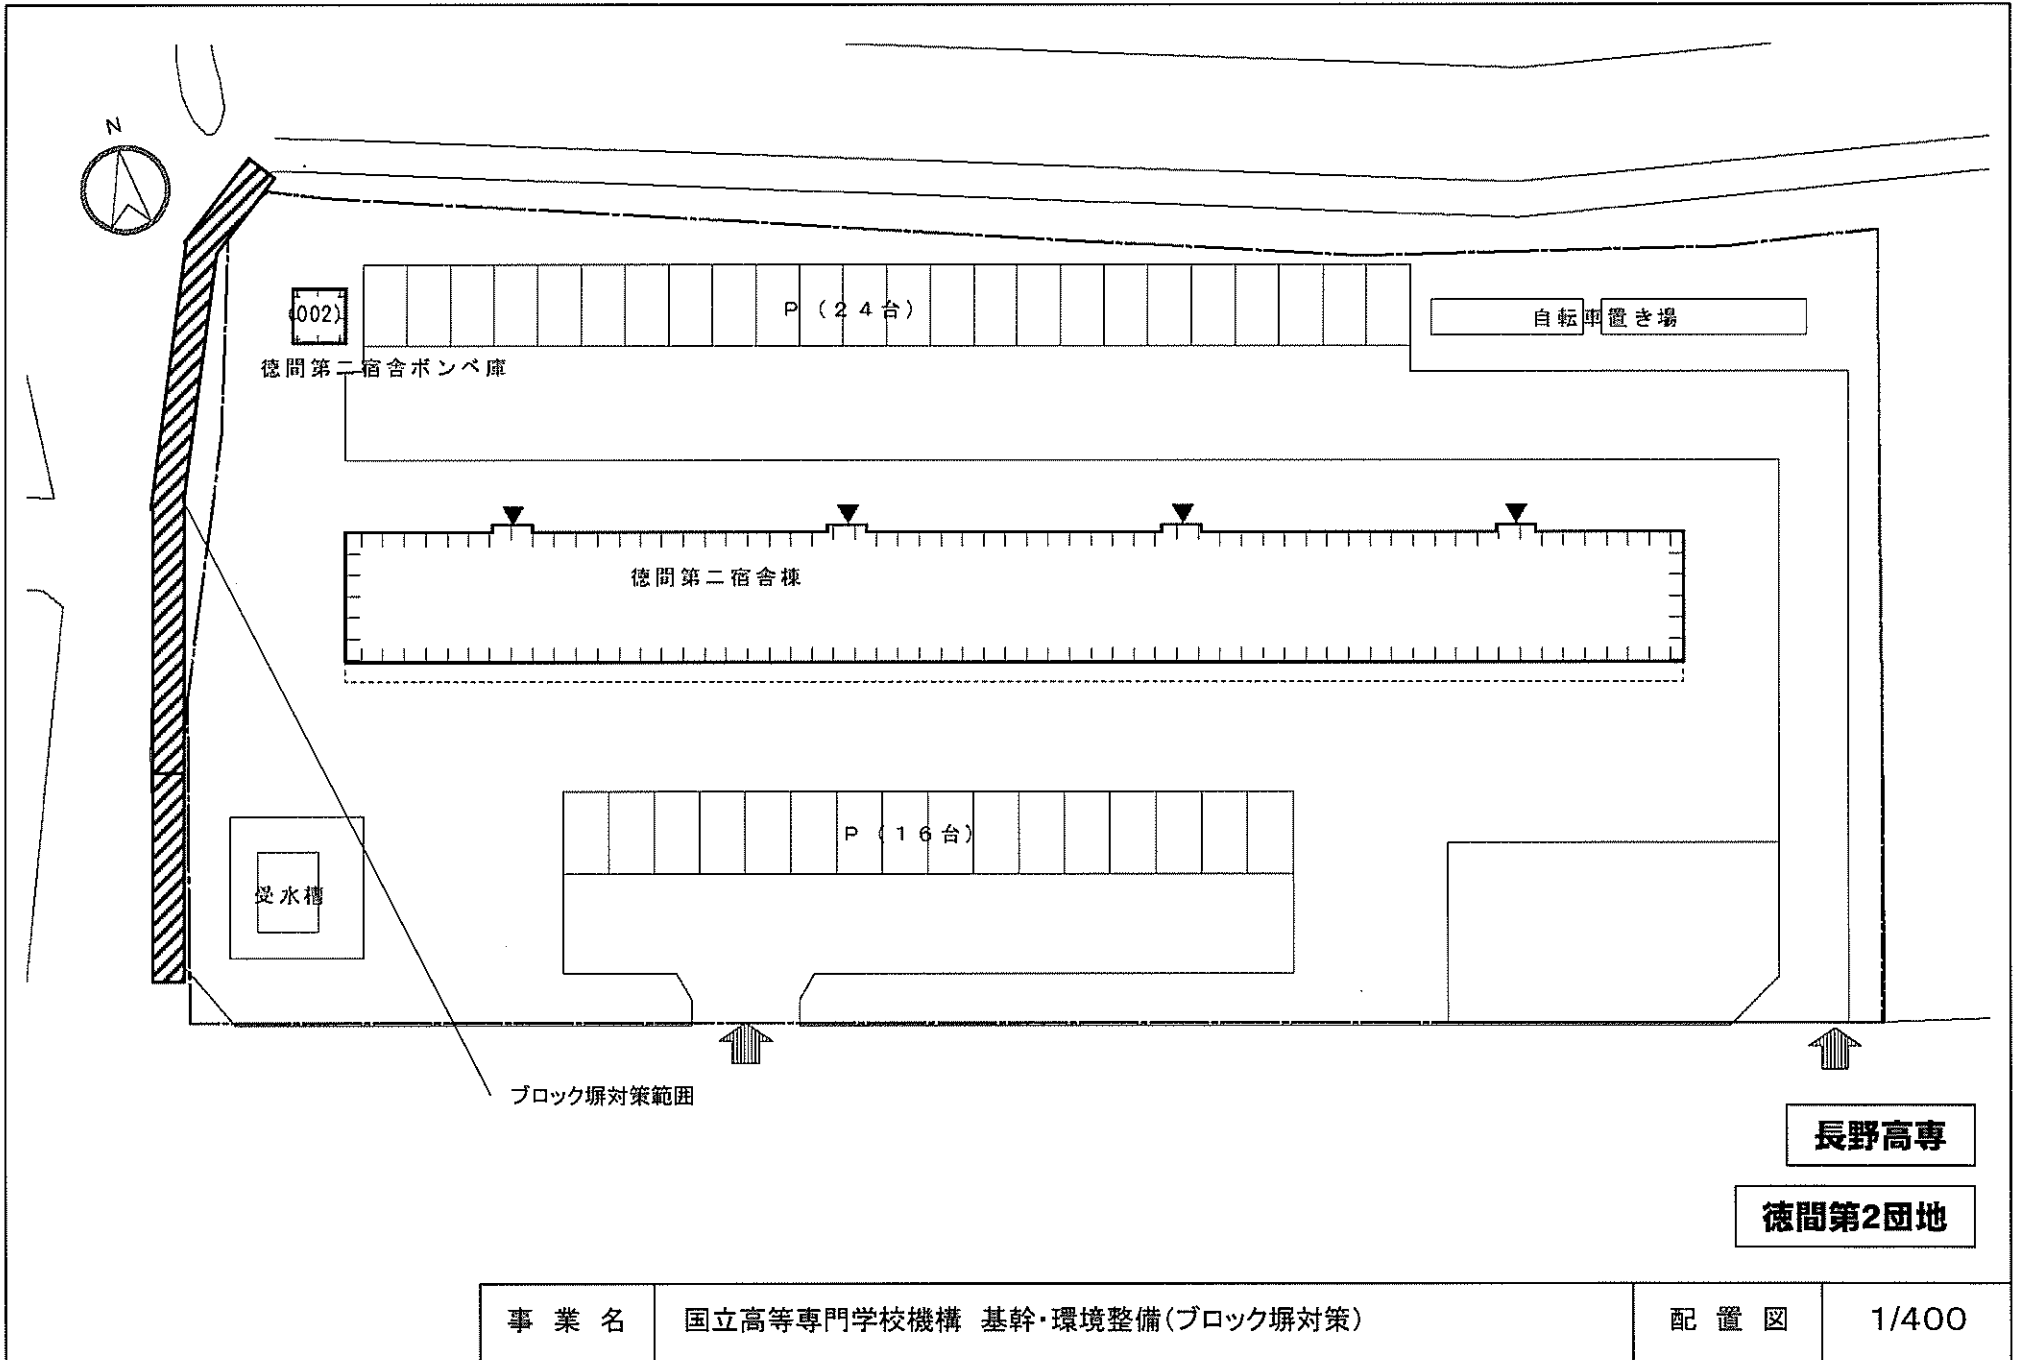 N
P（24台）
(002)
自転車置き場
徳間第二宿舎ボンベ庫
徳間第二宿舎棟
P（16台）
受水槽
ブロック塀対策範囲
長野高専
徳間第2団地
事業名 国立高等専門学校機構 基幹・環境整備(ブロック塀対策) 配置図 1/400